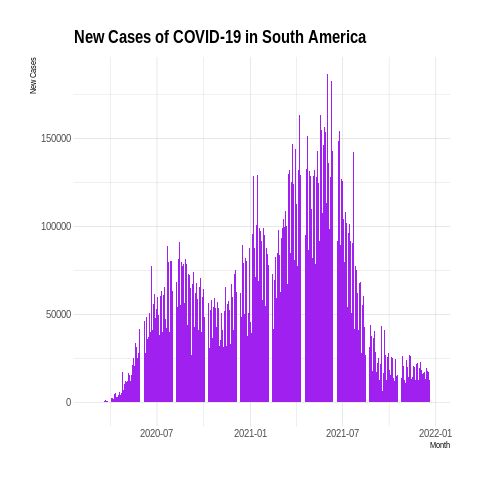 New Cases of COVID-19 in South America
New Cases
150000
100000
50000
0
2020-07
2021-01
2021-07
2022-01
Month